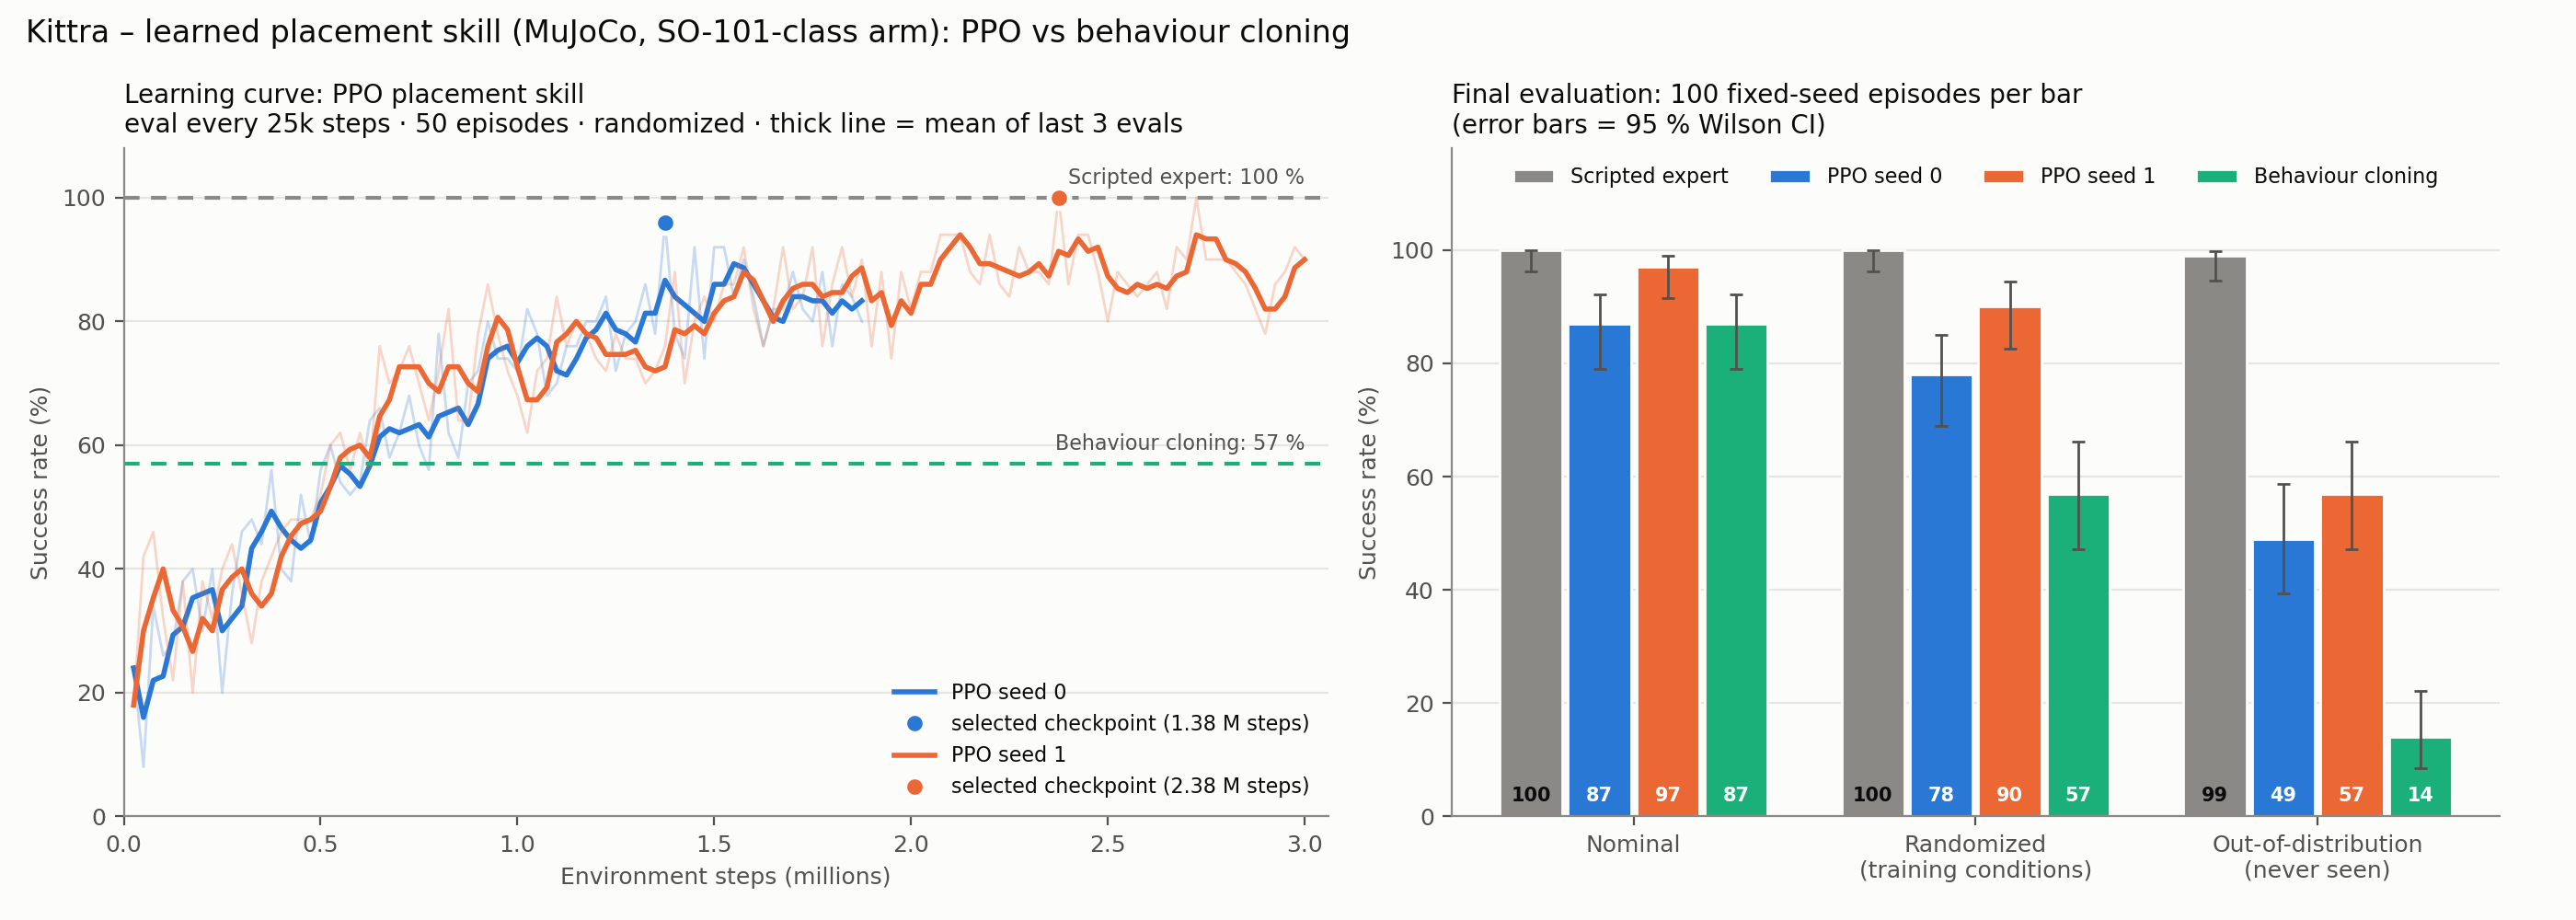 Kittra – learned placement skill (MuJoCo, SO-101-class arm): PPO vs behaviour cloning
Learning curve: PPO placement skill
eval every 25k steps · 50 episodes · randomized · thick line = mean of last 3 evals
Success rate (%)
100
80
60
40
20
0
Scripted expert: 100 %
Behaviour cloning: 57 %
PPO seed 0
selected checkpoint (1.38 M steps)
PPO seed 1
selected checkpoint (2.38 M steps)
0.0 0.5 1.0 1.5 2.0 2.5 3.0
Environment steps (millions)
Final evaluation: 100 fixed-seed episodes per bar
(error bars = 95 % Wilson CI)
Scripted expert PPO seed 0 PPO seed 1 Behaviour cloning
Success rate (%)
100
80
60
40
20
0
100 87 97 87 100 78 90 57 99 49 57 14
Nominal Randomized Out-of-distribution
(training conditions) (never seen)